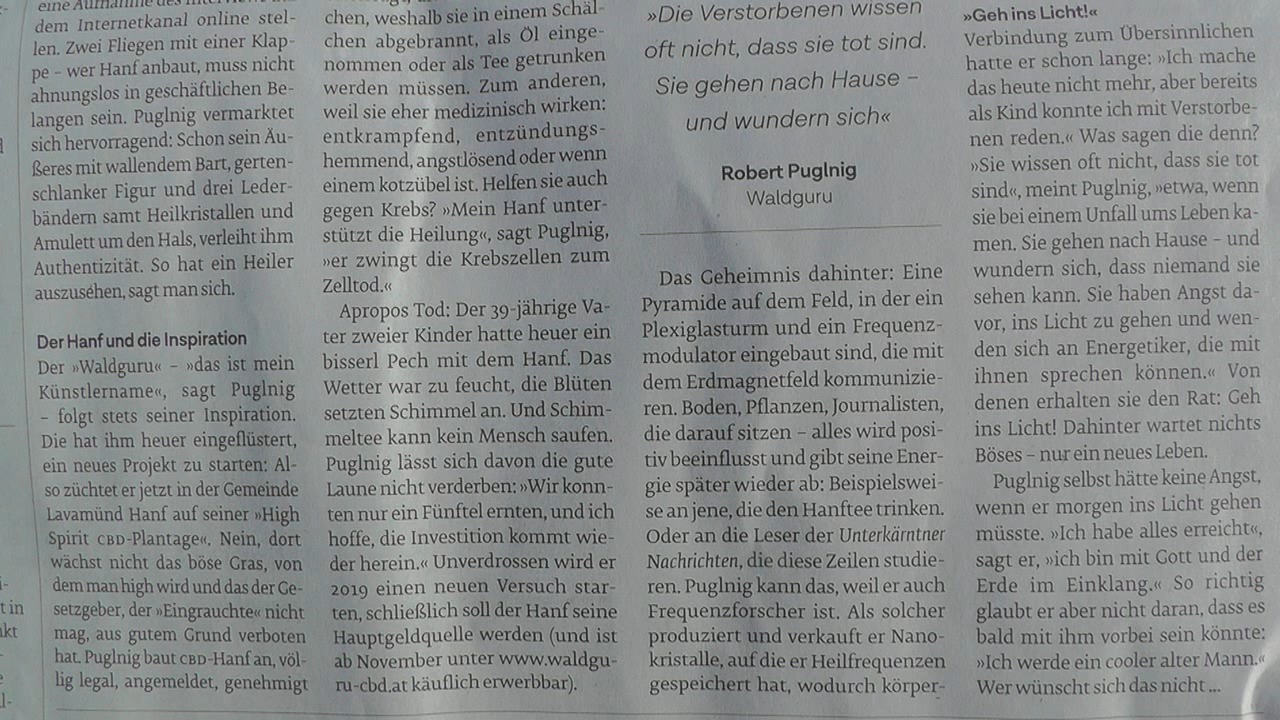 eine Aufnahme des Interviews in
dem Internetkanal online stel-
len. Zwei Fliegen mit einer Klap-
pe – wer Hanf anbaut, muss nicht
ahnungslos in geschäftlichen Be-
langen sein. Puglnig vermarktet
sich hervorragend: Schon sein Äu-
ßeres mit wallendem Bart, gerten-
schlanker Figur und drei Leder-
bändern samt Heilkristallen und
Amulett um den Hals, verleiht ihm
Authentizität. So hat ein Heiler
auszusehen, sagt man sich.
Der Hanf und die Inspiration
Der »Waldguru« – »das ist mein
Künstlername«, sagt Puglnig
– folgt stets seiner Inspiration.
Die hat ihm heuer eingeflüstert,
ein neues Projekt zu starten: Al-
so züchtet er jetzt in der Gemeinde
Lavamünd Hanf auf seiner »High
Spirit CBD-Plantage«. Nein, dort
wächst nicht das böse Gras, von
dem man high wird und das der Ge-
setzgeber, der »Eingrauchte« nicht
mag, aus gutem Grund verboten
hat. Puglnig baut CBD-Hanf an, völ-
lig legal, angemeldet, genehmigt
chen, weshalb sie in einem Schäl-
chen abgebrannt, als Öl einge-
nommen oder als Tee getrunken
werden müssen. Zum anderen,
weil sie eher medizinisch wirken:
entkrampfend, entzündungs-
hemmend, angstlösend oder wenn
einem kotzübel ist. Helfen sie auch
gegen Krebs? »Mein Hanf unter-
stützt die Heilung«, sagt Puglnig,
»er zwingt die Krebszellen zum
Zelltod.«
Apropos Tod: Der 39-jährige Va-
ter zweier Kinder hatte heuer ein
bisserl Pech mit dem Hanf. Das
Wetter war zu feucht, die Blüten
setzten Schimmel an. Und Schim-
meltee kann kein Mensch saufen.
Puglnig lässt sich davon die gute
Laune nicht verderben: »Wir konn-
ten nur ein Fünftel ernten, und ich
hoffe, die Investition kommt wie-
der herein.« Unverdrossen wird er
2019 einen neuen Versuch star-
ten, schließlich soll der Hanf seine
Hauptgeldquelle werden (und ist
ab November unter www.waldgu-
ru-cbd.at käuflich erwerbbar).
»Die Verstorbenen wissen
oft nicht, dass sie tot sind.
Sie gehen nach Hause –
und wundern sich«
Robert Puglnig
Waldguru
Das Geheimnis dahinter: Eine
Pyramide auf dem Feld, in der ein
Plexiglasturm und ein Frequenz-
modulator eingebaut sind, die mit
dem Erdmagnetfeld kommunizie-
ren. Boden, Pflanzen, Journalisten,
die darauf sitzen – alles wird posi-
tiv beeinflusst und gibt seine Ener-
gie später wieder ab: Beispielswei-
se an jene, die den Hanftee trinken.
Oder an die Leser der Unterkärntner
Nachrichten, die diese Zeilen studie-
ren. Puglnig kann das, weil er auch
Frequenzforscher ist. Als solcher
produziert und verkauft er Nano-
kristalle, auf die er Heilfrequenzen
gespeichert hat, wodurch körper-
»Geh ins Licht!«
Verbindung zum Übersinnlichen
hatte er schon lange: »Ich mache
das heute nicht mehr, aber bereits
als Kind konnte ich mit Verstorbe-
nen reden.« Was sagen die denn?
»Sie wissen oft nicht, dass sie tot
sind«, meint Puglnig, »etwa, wenn
sie bei einem Unfall ums Leben ka-
men. Sie gehen nach Hause – und
wundern sich, dass niemand sie
sehen kann. Sie haben Angst da-
vor, ins Licht zu gehen und wen-
den sich an Energetiker, die mit
ihnen sprechen können.« Von
denen erhalten sie den Rat: Geh
ins Licht! Dahinter wartet nichts
Böses – nur ein neues Leben.
Puglnig selbst hätte keine Angst,
wenn er morgen ins Licht gehen
müsste. »Ich habe alles erreicht«,
sagt er, »ich bin mit Gott und der
Erde im Einklang.« So richtig
glaubt er aber nicht daran, dass es
bald mit ihm vorbei sein könnte:
»Ich werde ein cooler alter Mann.«
Wer wünscht sich das nicht ...